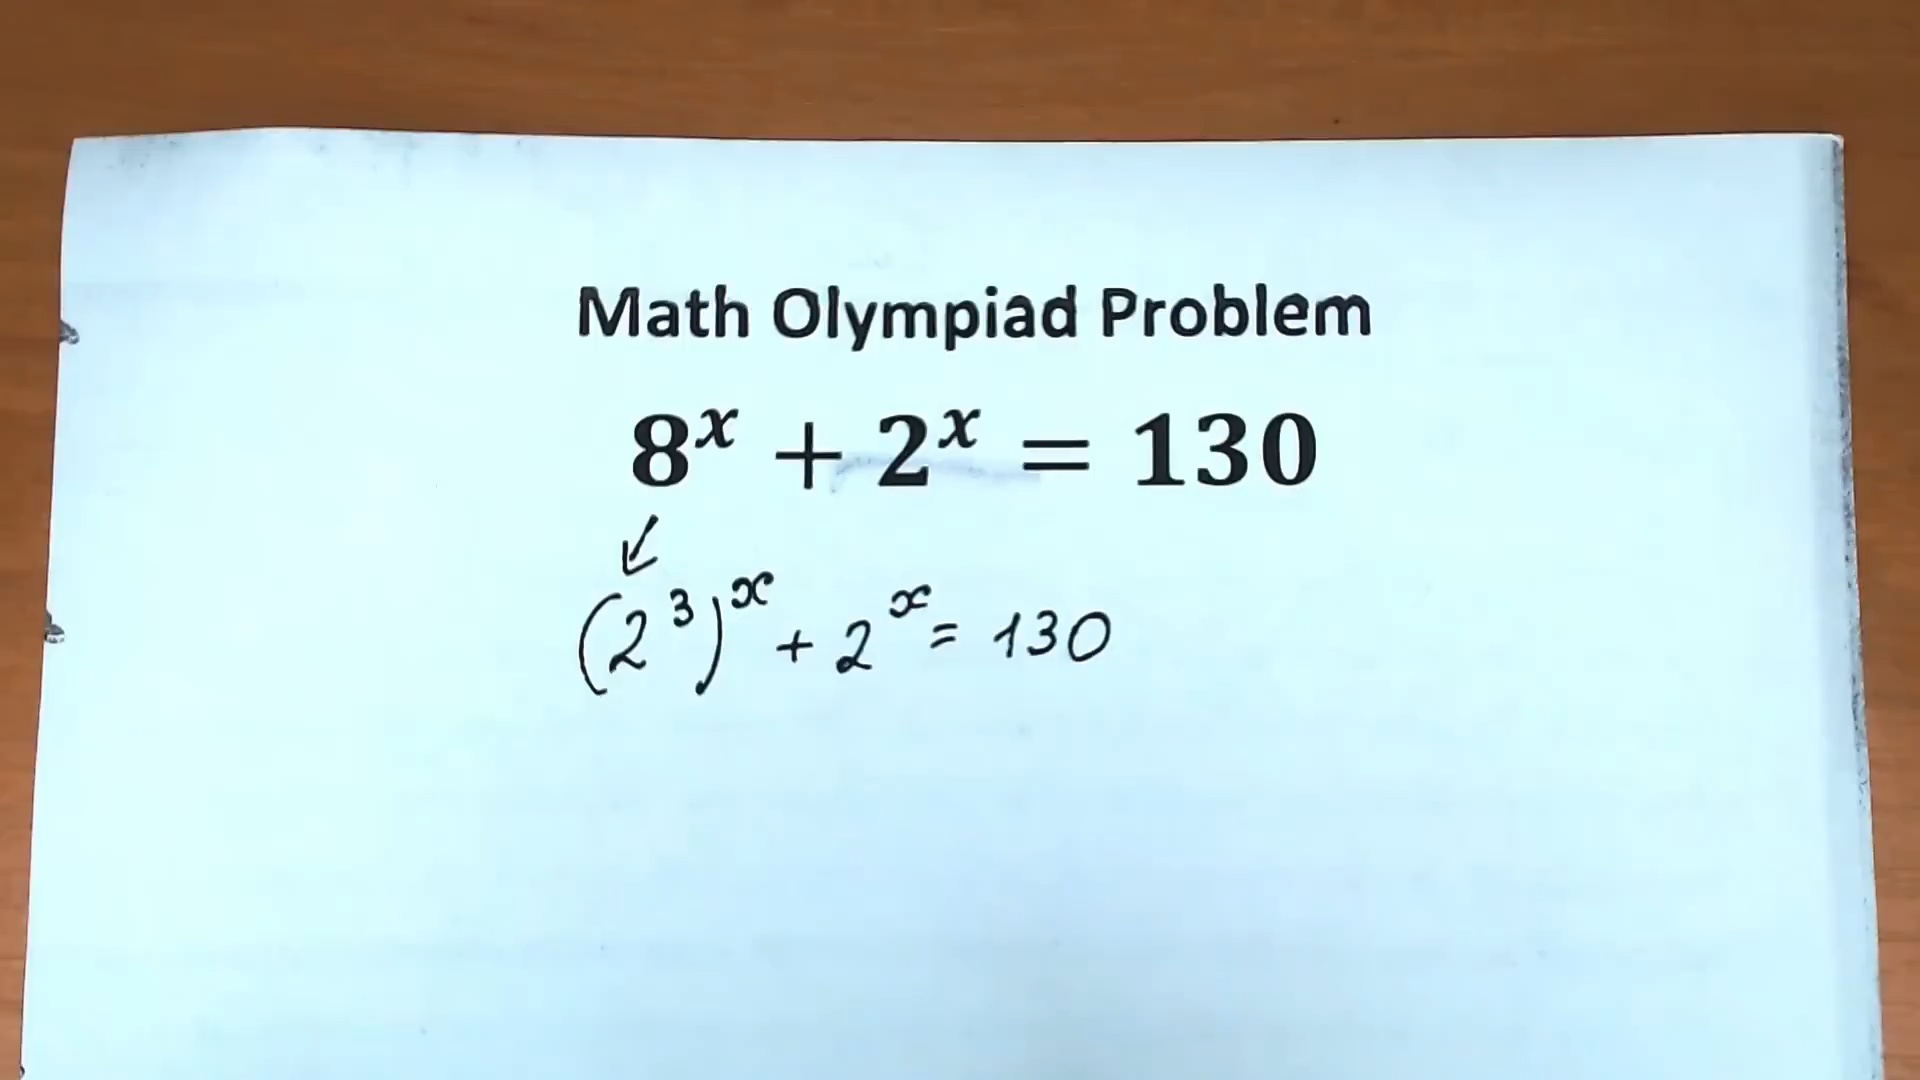 Math Olympiad Problem
8^x + 2^x = 130
(2^3)^x + 2^x = 130